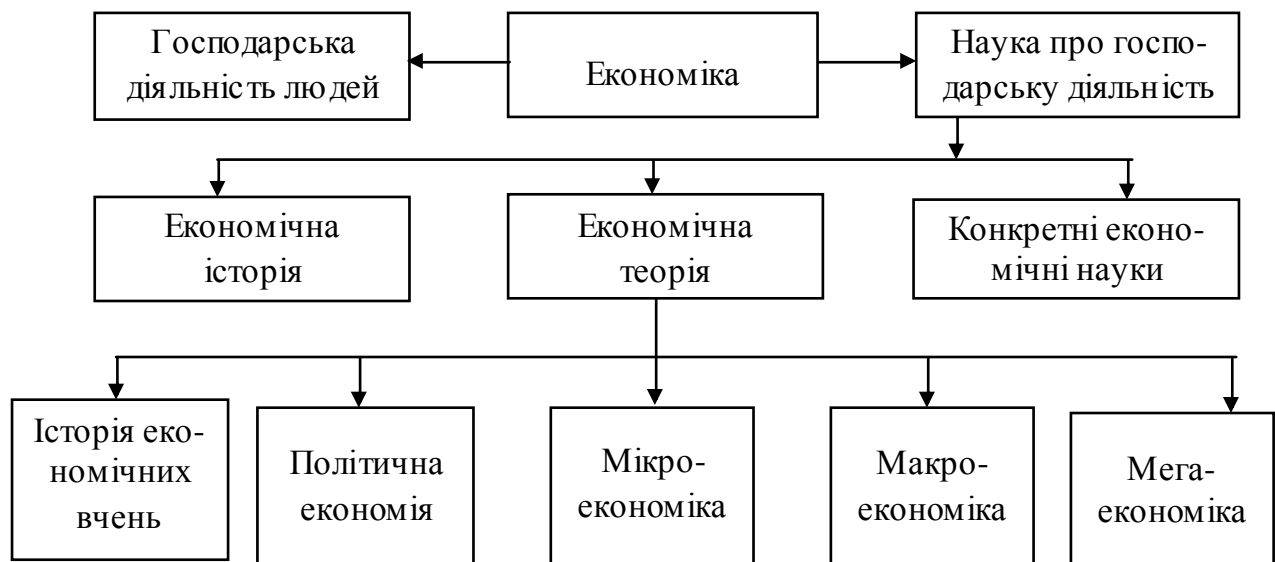 Господарська
діяльність людей
Економіка
Наука про госпо-
дарську діяльність
Економічна
історія
Економічна
теорія
Конкретні еконо-
мічні науки
Історія еко-
номічних
вчень
Політична
економія
Мікро-
економіка
Макро-
економіка
Мега-
економіка